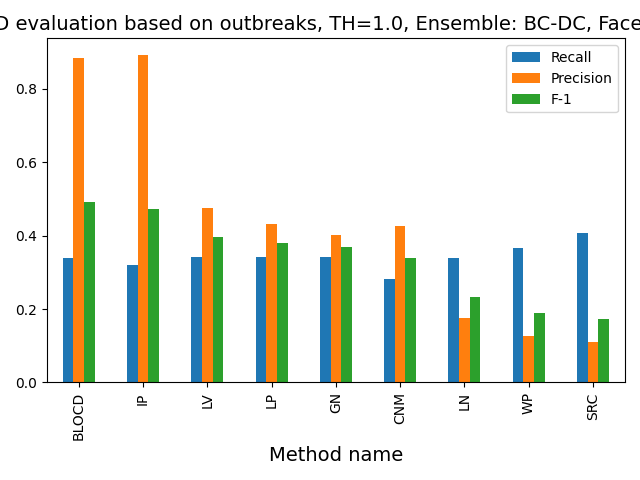 evaluation based on outbreaks, TH=1.0, Ensemble: BC-DC, Face
Recall
Precision
F-1
0.8
0.6
0.4
0.2
0.0
BLOCD
IP
LV
LP
GN
CNM
LN
WP
SRC
Method name